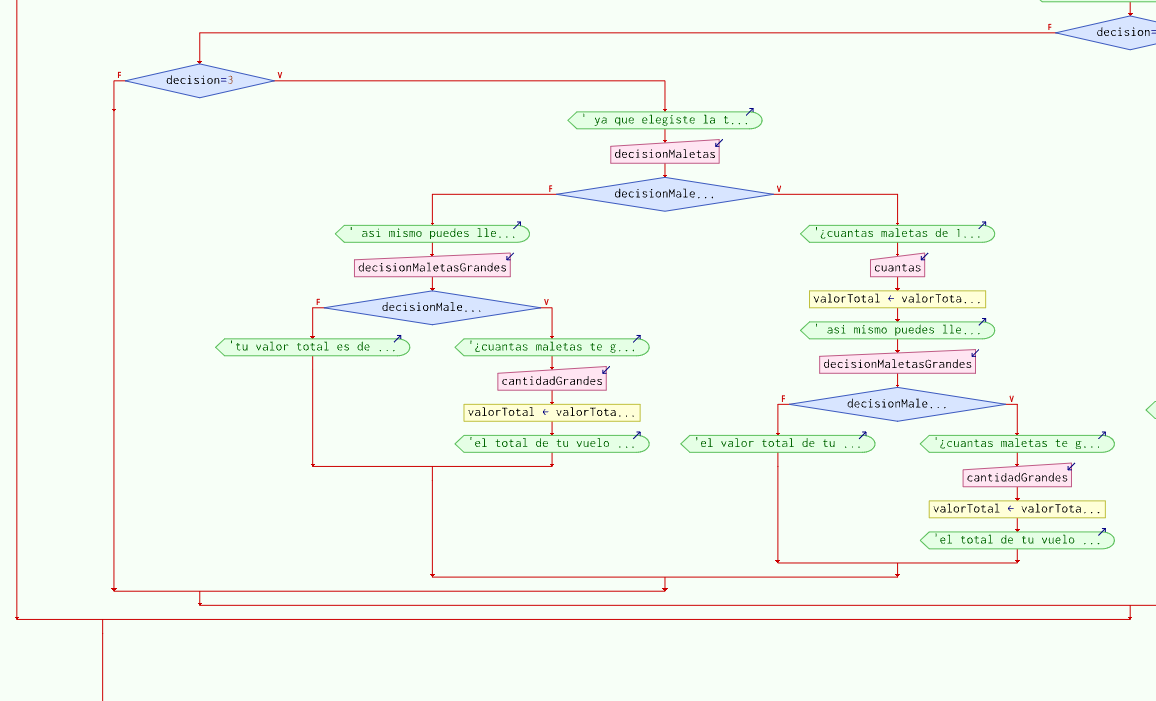 F
decision=
F
decision=3
V
' ya que elegiste la t...
decisionMaletas
F
decisionMale...
V
' asi mismo puedes lle...
'¿cuantas maletas de l...
decisionMaletasGrandes
cuantas
F
decisionMale...
V
valorTotal ← valorTota...
' asi mismo puedes lle...
'tu valor total es de ...
'¿cuantas maletas te g...
decisionMaletasGrandes
cantidadGrandes
F
decisionMale...
V
valorTotal ← valorTota...
'el total de tu vuelo ...
'el valor total de tu ...
'¿cuantas maletas te g...
cantidadGrandes
valorTotal ← valorTota...
'el total de tu vuelo ...